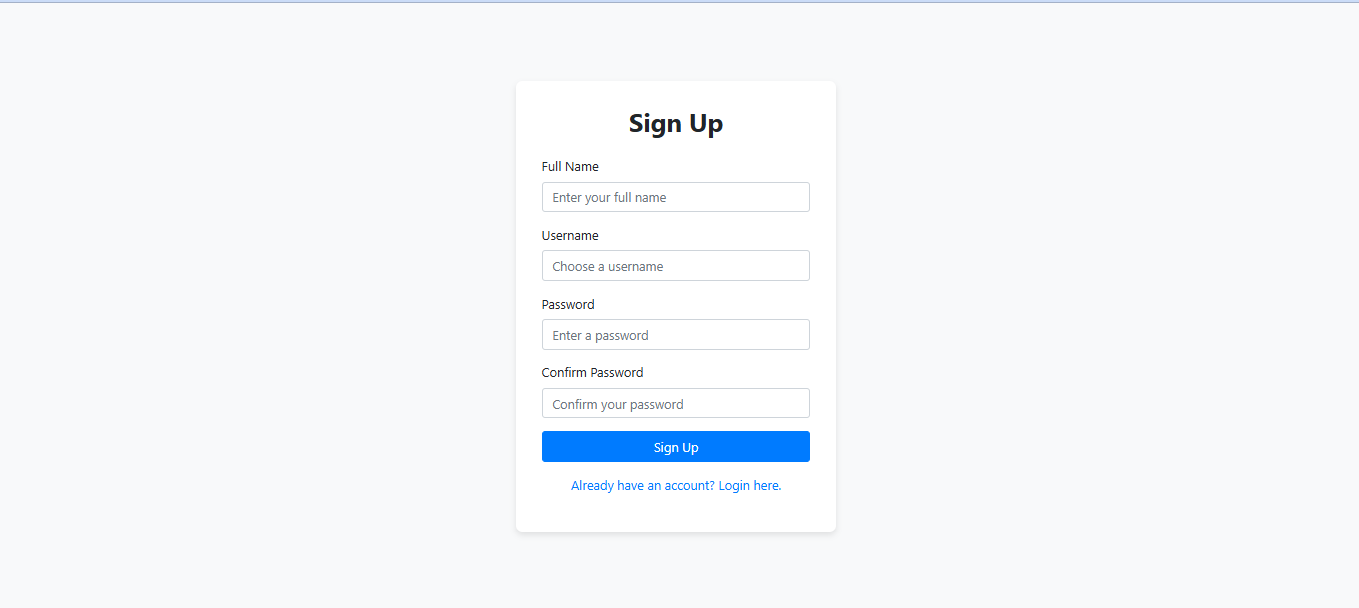 Sign Up
Full Name
Enter your full name
Username
Choose a username
Password
Enter a password
Confirm Password
Confirm your password
Sign Up
Already have an account? Login here.